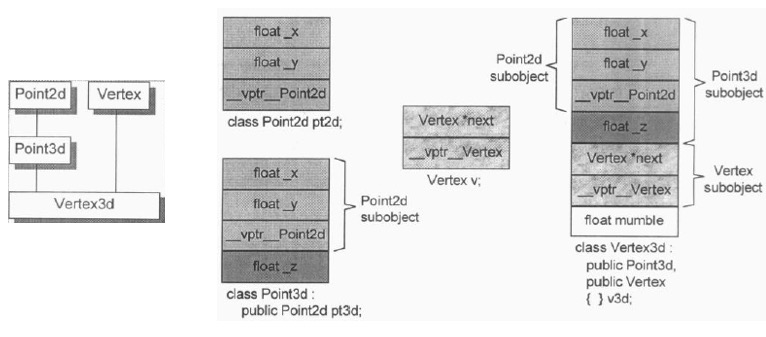 Point2d
Vertex
Point3d
Vertex3d
float _x
float _y
__vptr__Point2d
class Point2d pt2d;
float _x
float _y
__vptr__Point2d
float _z
Point2d
subobject
class Point3d :
public Point2d pt3d;
Vertex *next
__vptr__Vertex
Vertex v;
Point2d
subobject
float _x
float _y
__vptr__Point2d
float _z
Vertex *next
__vptr__Vertex
float mumble
Point3d
subobject
Vertex
subobject
class Vertex3d :
public Point3d,
public Vertex
{ } v3d;